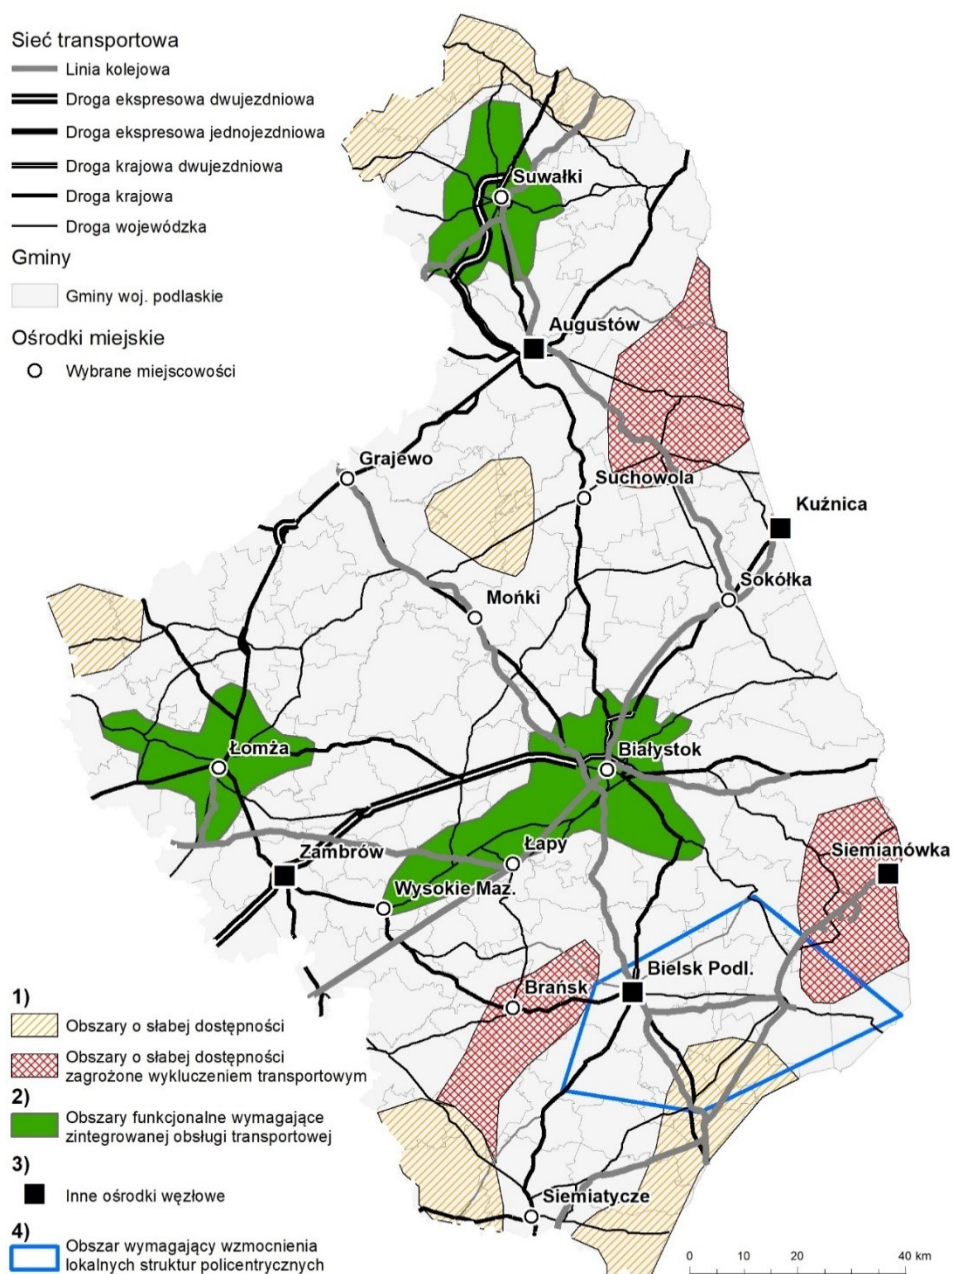 Sieć transportowa
Linia kolejowa
Droga ekspresowa dwujezdniowa
Droga ekspresowa jednojezdniowa
Droga krajowa dwujezdniowa
Droga krajowa
Droga wojewódzka
Gminy
Gminy woj. podlaskie
Ośrodki miejskie
Wybrane miejscowości
Suwałki
Augustów
Grajewo
Suchowola
Kuźnica
Sokółka
Mońki
Łomża
Białystok
Zambrów
Łapy
Siemianówka
Wysokie Maz.
Bielsk Podl.
Brańsk
Siemiatycze
1)
Obszary o słabej dostępności
Obszary o słabej dostępności
zagrożone wykluczeniem transportowym
2)
Obszary funkcjonalne wymagające
zintegrowanej obsługi transportowej
3)
Inne ośrodki węzłowe
4)
Obszar wymagający wzmocnienia
lokalnych struktur policentrycznych
0 10 20 40 km